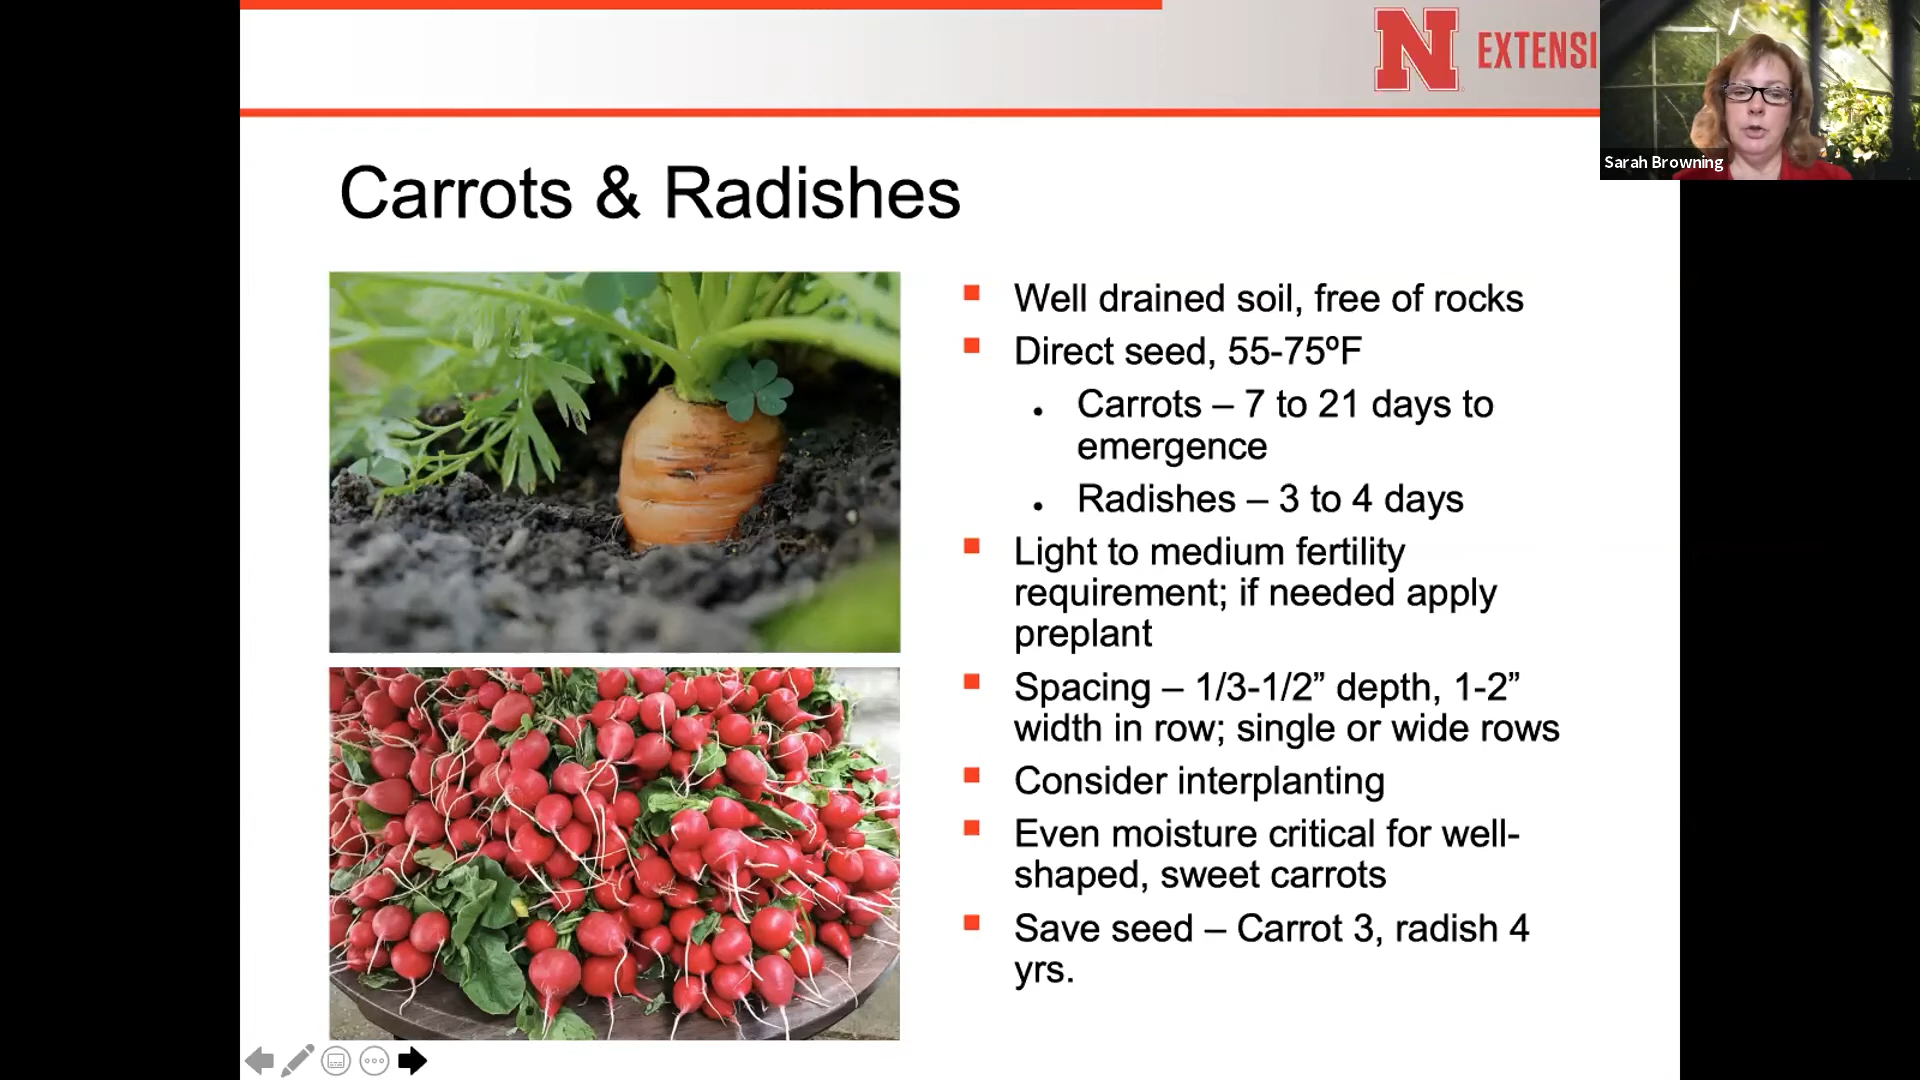 N EXTENSI
Sarah Browning
Carrots & Radishes
Well drained soil, free of rocks
Direct seed, 55-75ºF
Carrots – 7 to 21 days to
emergence
Radishes – 3 to 4 days
Light to medium fertility
requirement; if needed apply
preplant
Spacing – 1/3-1/2” depth, 1-2”
width in row; single or wide rows
Consider interplanting
Even moisture critical for well-
shaped, sweet carrots
Save seed – Carrot 3, radish 4
yrs.